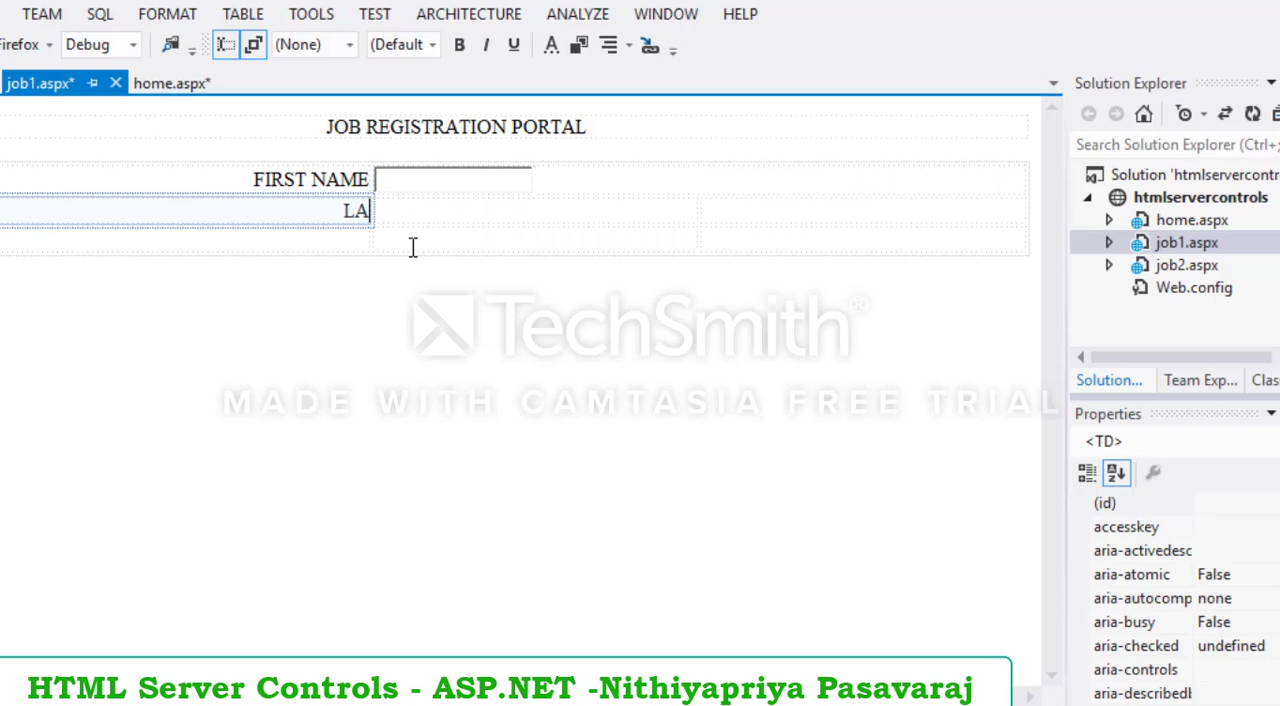 TEAM SQL FORMAT TABLE TOOLS TEST ARCHITECTURE ANALYZE WINDOW HELP
Firefox Debug (None) (Default B I U A
job1.aspx* home.aspx*
Solution Explorer
Search Solution Explorer (Ctrl+;
JOB REGISTRATION PORTAL
FIRST NAME
LA
Solution 'htmlservercontr
htmlservercontrols
home.aspx
job1.aspx
job2.aspx
Web.config
TechSmith®
MADE WITH CAMTASIA FREE TRIAL
Solution... Team Exp... Clas
Properties
<TD>
(id)
accesskey
aria-activedesc
aria-atomic False
aria-autocomp none
aria-busy False
aria-checked undefined
aria-controls
aria-describedb
HTML Server Controls - ASP.NET -Nithiyapriya Pasavaraj